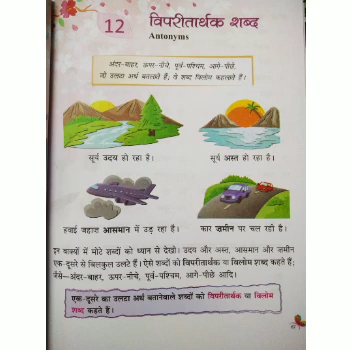 12
विपरीतार्थक शब्द
Antonyms
अंदर-बाहर, ऊपर-नीचे, पूर्व-पश्चिम, आगे-पीछे,
जो उलटा अर्थ बतलाते हैं; ये शब्द विलोम कहलाते हैं।
सूर्य उदय हो रहा है।
सूर्य अस्त हो रहा है।
हवाई जहाज़ आसमान में उड़ रहा है।
कार ज़मीन पर चल रही है।
इन वाक्यों में मोटे शब्दों को ध्यान से देखो। उदय और अस्त, आसमान और ज़मीन
एक-दूसरे से बिलकुल उलटे हैं। ऐसे शब्दों को विपरीतार्थक या विलोम शब्द कहते हैं;
जैसे—अंदर-बाहर, ऊपर-नीचे, पूर्व-पश्चिम, आगे-पीछे आदि।
एक-दूसरे का उलटा अर्थ बतानेवाले शब्दों को विपरीतार्थक या विलोम
शब्द कहते हैं।